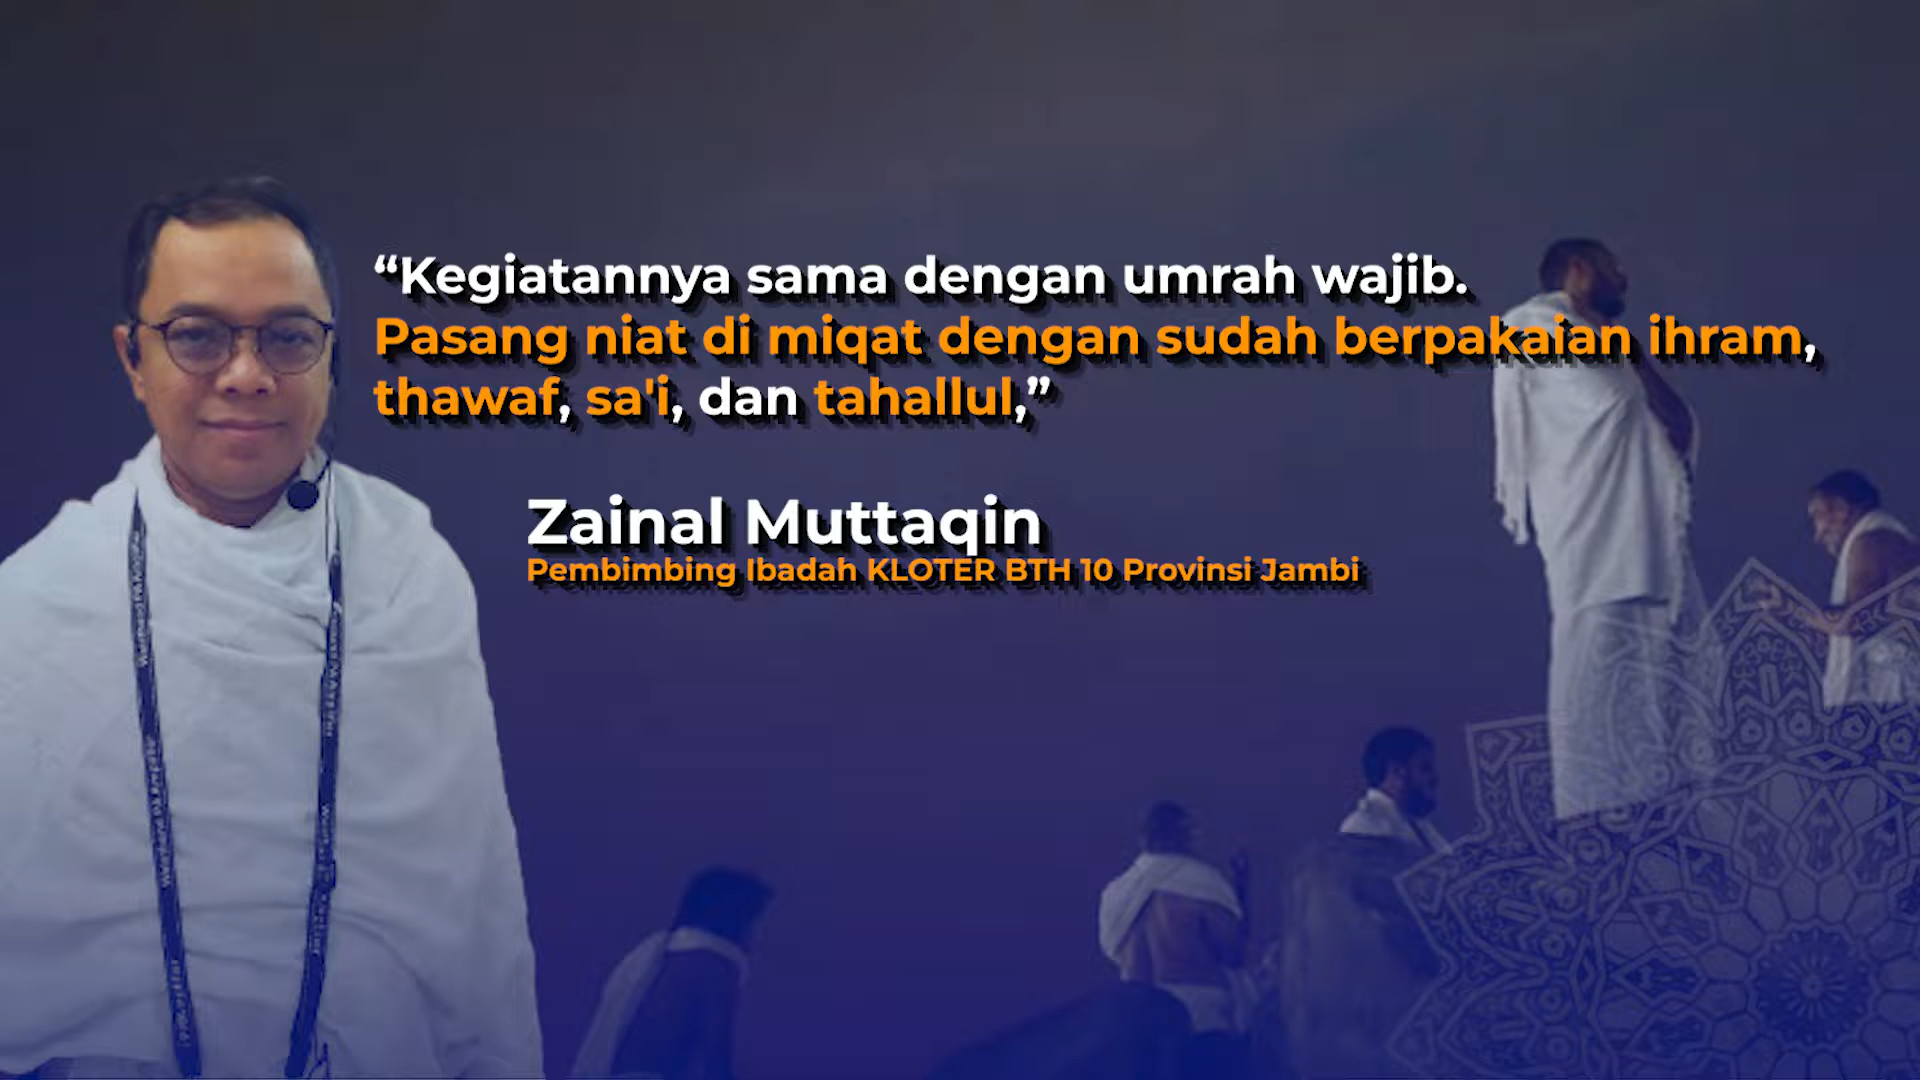 “Kegiatannya sama dengan umrah wajib.
Pasang niat di miqat dengan sudah berpakaian ihram,
thawaf, sa'i, dan tahallul,”
Zainal Muttaqin
Pembimbing Ibadah KLOTER BTH 10 Provinsi Jambi